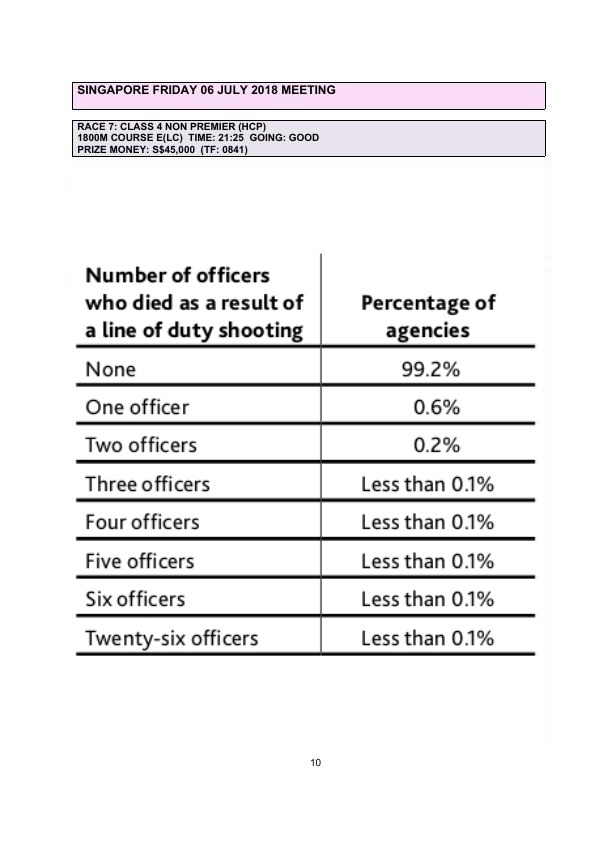 SINGAPORE FRIDAY 06 JULY 2018 MEETING
RACE 7: CLASS 4 NON PREMIER (HCP)
1800M COURSE E(LC)  TIME: 21:25  GOING: GOOD
PRIZE MONEY: S$45,000  (TF: 0841)
Number of officers
who died as a result of
a line of duty shooting
Percentage of
agencies
None 99.2%
One officer 0.6%
Two officers 0.2%
Three officers Less than 0.1%
Four officers Less than 0.1%
Five officers Less than 0.1%
Six officers Less than 0.1%
Twenty-six officers Less than 0.1%
10